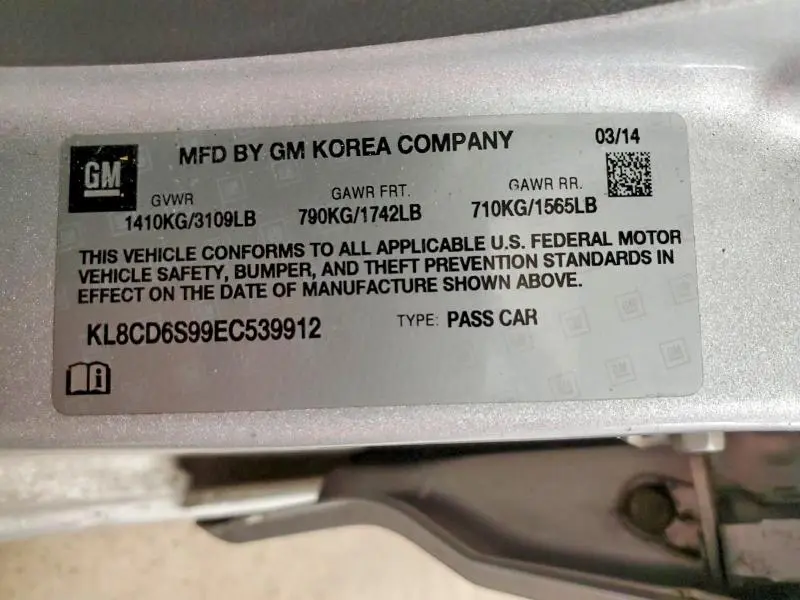 GM
MFD BY GM KOREA COMPANY
03/14
GVWR
GAWR FRT.
GAWR RR.
1410KG/3109LB
790KG/1742LB
710KG/1565LB
THIS VEHICLE CONFORMS TO ALL APPLICABLE U.S. FEDERAL MOTOR
VEHICLE SAFETY, BUMPER, AND THEFT PREVENTION STANDARDS IN
EFFECT ON THE DATE OF MANUFACTURE SHOWN ABOVE.
KL8CD6S99EC539912
TYPE: PASS CAR